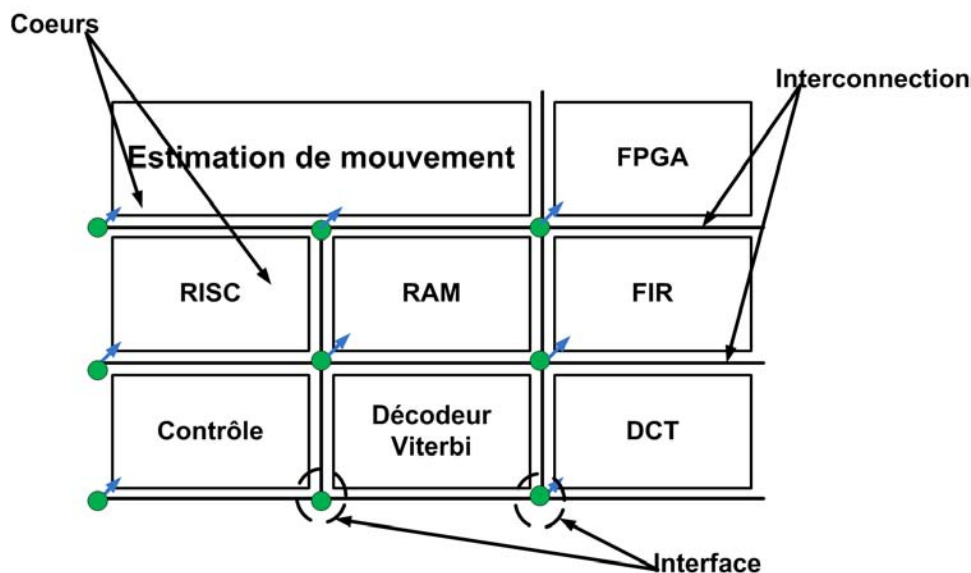 Coeurs
Interconnection
Estimation de mouvement
FPGA
RISC
RAM
FIR
Contrôle
Décodeur
Viterbi
DCT
Interface